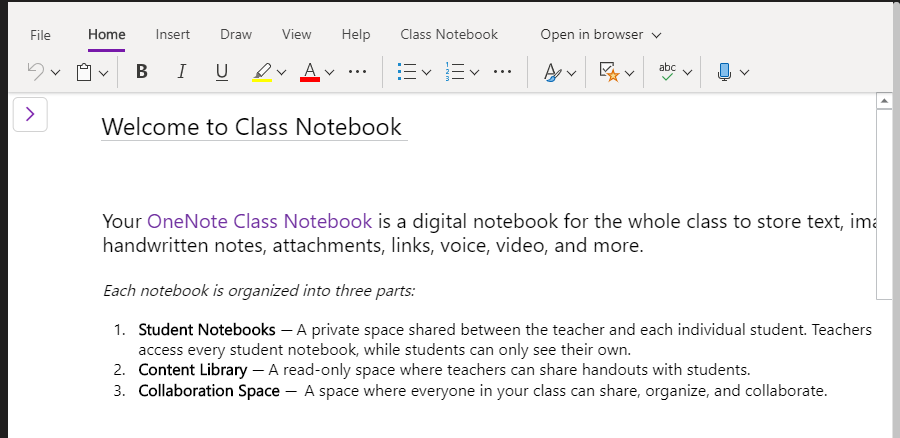 File Home Insert Draw View Help Class Notebook Open in browser
B I U A A abc
Welcome to Class Notebook
Your OneNote Class Notebook is a digital notebook for the whole class to store text,
handwritten notes, attachments, links, voice, video, and more.
Each notebook is organized into three parts:
1. Student Notebooks — A private space shared between the teacher and each individual student. Teachers
access every student notebook, while students can only see their own.
2. Content Library — A read-only space where teachers can share handouts with students.
3. Collaboration Space — A space where everyone in your class can share, organize, and collaborate.